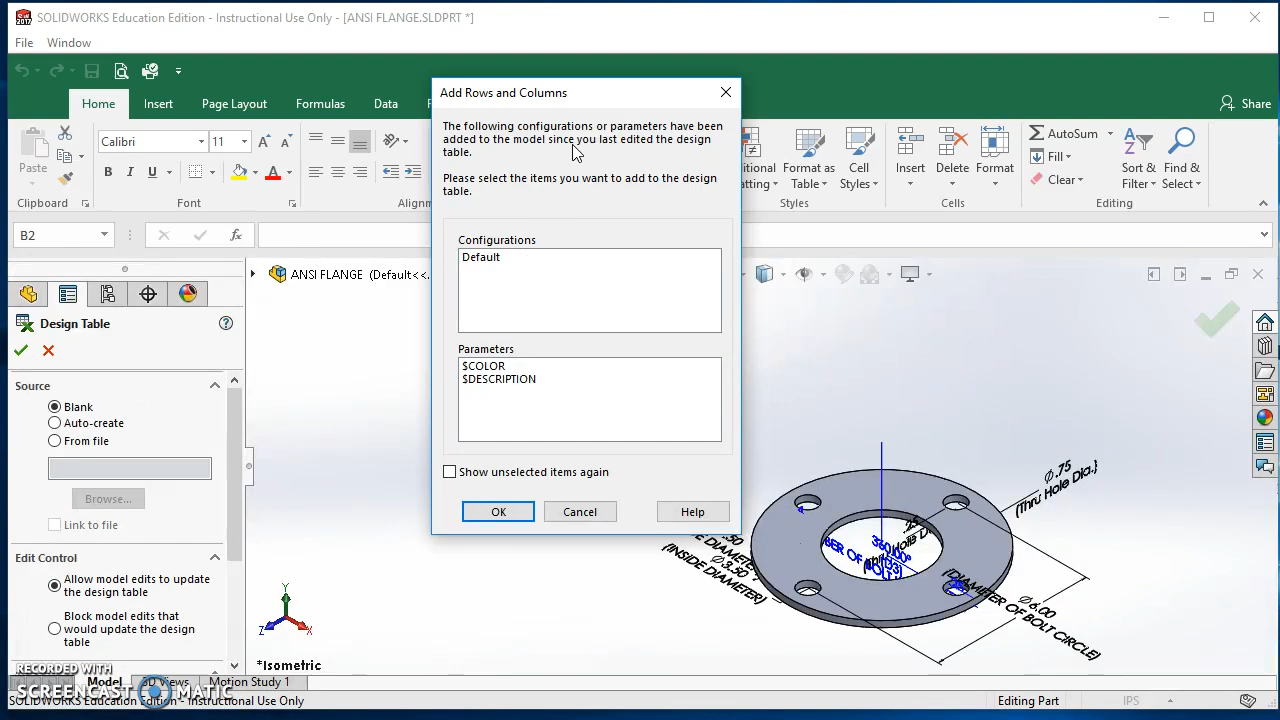 SOLIDWORKS Education Edition - Instructional Use Only - [ANSI FLANGE.SLDPRT *]
File Window
Home Insert Page Layout Formulas Data Share
Paste
Calibri 11
B I U A
AutoSum
Fill
Clear
Format as Table
Cell Styles
Insert Delete Format
Sort & Filter
Find & Select
Clipboard Font Styles Cells Editing
B2 fx
Add Rows and Columns
The following configurations or parameters have been
added to the model since you last edited the design
table.
Please select the items you want to add to the design
table.
Configurations
Default
Parameters
$COLOR
$DESCRIPTION
Show unselected items again
OK Cancel Help
ANSI FLANGE (Default<<.
Design Table
Source
Blank
Auto-create
From file
Browse...
Link to file
Edit Control
Allow model edits to update
the design table
Block model edits that
would update the design
table
Ø.75
(Thru Hole Dia.)
360.00°
Ø3.50
(INSIDE DIAMETER)
Ø6.00
(DIAMETER OF BOLT CIRCLE)
Y
Z X
*Isometric
RECORDED WITH
SCREENCAST MATIC
Model 3D Views Motion Study 1
SOLIDWORKS Education Edition - Instructional Use Only
Editing Part IPS